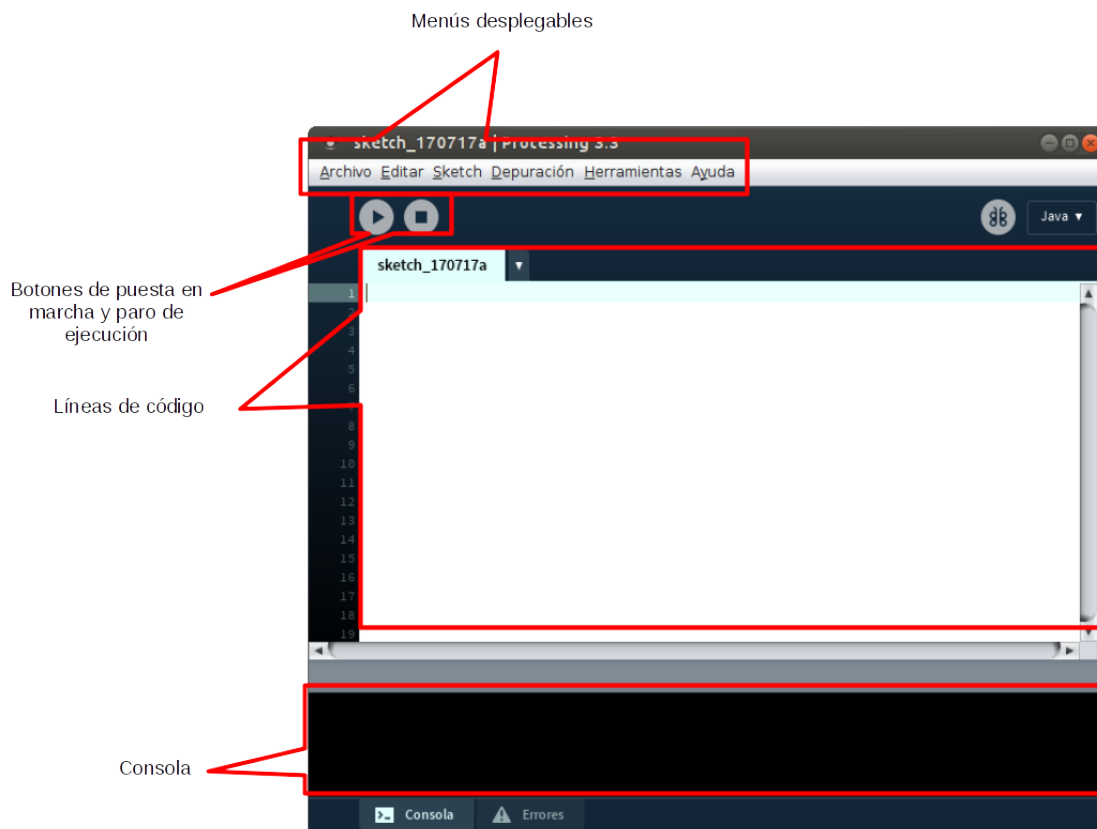 Menús desplegables
sketch_170717a | Processing 3.3
Archivo Editar Sketch Depuración Herramientas Ayuda
Java
sketch_170717a
Botones de puesta en
marcha y paro de
ejecución
Líneas de código
1
2
3
4
5
6
7
8
9
10
11
12
13
14
15
16
17
18
19
Consola
Consola
Errores